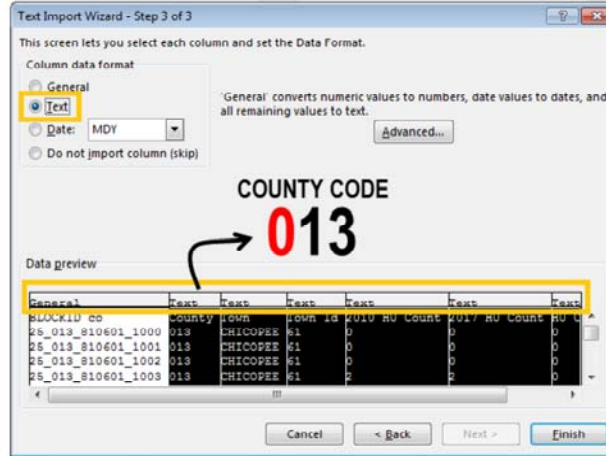 Text Import Wizard - Step 3 of 3
This screen lets you select each column and set the Data Format.
Column data format
General
Text
Date: MDY
Do not import column (skip)
'General' converts numeric values to numbers, date values to dates, and
all remaining values to text.
Advanced...
COUNTY CODE
013
Data preview
General Text Text Text Text Text Text
BLOCKID co County Town Town Id 2010 HU Count 2017 HU Count HU C
25_013_810601_1000 013 CHICOPEE 61 0 0 0
25_013_810601_1001 013 CHICOPEE 61 0 0 0
25_013_810601_1002 013 CHICOPEE 61 0 0 0
25_013_810601_1003 013 CHICOPEE 61 2 2 0
Cancel < Back Next > Finish